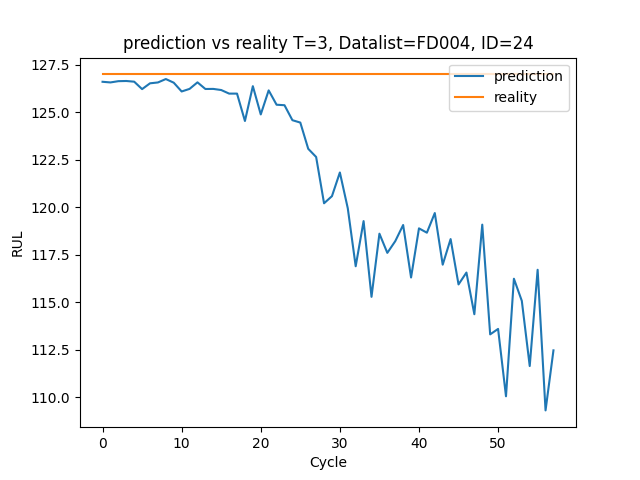 prediction vs reality T=3, Datalist=FD004, ID=24
127.5
125.0
122.5
120.0
117.5
115.0
112.5
110.0
RUL
prediction
reality
0 10 20 30 40 50
Cycle